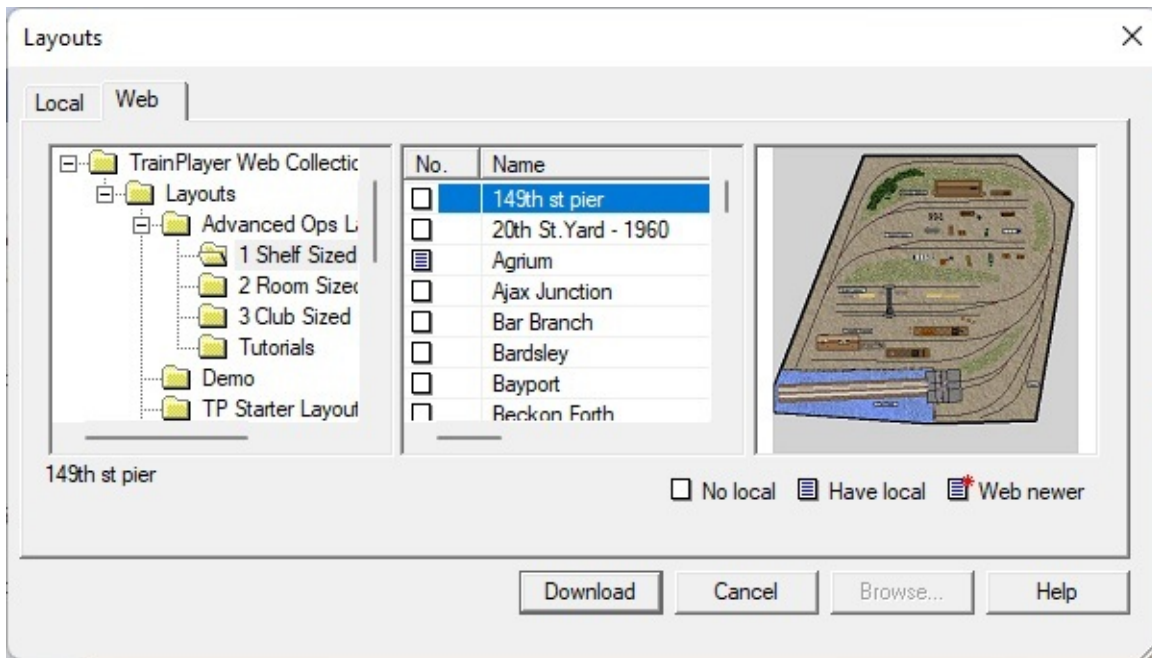 Layouts
Local
Web
TrainPlayer Web Collectic
Layouts
Advanced Ops La
1 Shelf Sized
2 Room Sized
3 Club Sized
Tutorials
Demo
TP Starter Layout
No.
Name
149th st pier
20th St.Yard - 1960
Agrium
Ajax Junction
Bar Branch
Bardsley
Bayport
Beckon Forth
149th st pier
No local
Have local
Web newer
Download
Cancel
Browse...
Help